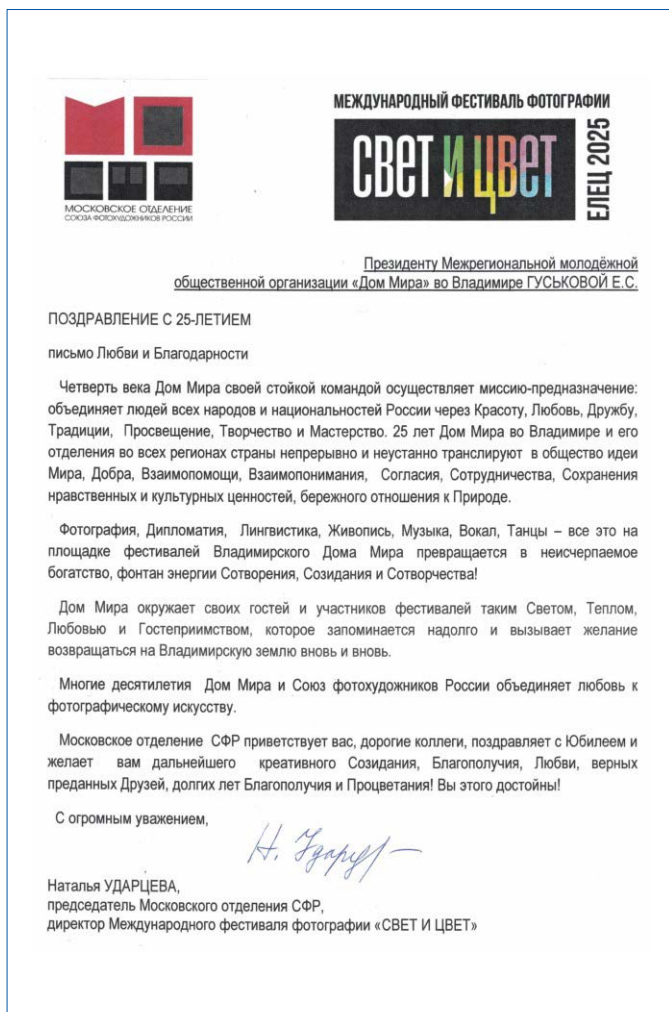 МОСКОВСКОЕ ОТДЕЛЕНИЕ
СОЮЗА ФОТОХУДОЖНИКОВ РОССИИ
МЕЖДУНАРОДНЫЙ ФЕСТИВАЛЬ ФОТОГРАФИИ
СВЕТ И ЦВЕТ
ЕЛЕЦ 2025
Президенту Межрегиональной молодёжной
общественной организации «Дом Мира» во Владимире ГУСЬКОВОЙ Е.С.
ПОЗДРАВЛЕНИЕ С 25-ЛЕТИЕМ
письмо Любви и Благодарности
Четверть века Дом Мира своей стойкой командой осуществляет миссию-предназначение:
объединяет людей всех народов и национальностей России через Красоту, Любовь, Дружбу,
Традиции, Просвещение, Творчество и Мастерство. 25 лет Дом Мира во Владимире и его
отделения во всех регионах страны непрерывно и неустанно транслируют в общество идеи
Мира, Добра, Взаимопомощи, Взаимопонимания, Согласия, Сотрудничества, Сохранения
нравственных и культурных ценностей, бережного отношения к Природе.
Фотография, Дипломатия, Лингвистика, Живопись, Музыка, Вокал, Танцы – все это на
площадке фестивалей Владимирского Дома Мира превращается в неисчерпаемое
богатство, фонтан энергии Сотворения, Созидания и Сотворчества!
Дом Мира окружает своих гостей и участников фестивалей таким Светом, Теплом,
Любовью и Гостеприимством, которое запоминается надолго и вызывает желание
возвращаться на Владимирскую землю вновь и вновь.
Многие десятилетия Дом Мира и Союз фотохудожников России объединяет любовь к
фотографическому искусству.
Московское отделение СФР приветствует вас, дорогие коллеги, поздравляет с Юбилеем и
желает вам дальнейшего креативного Созидания, Благополучия, Любви, верных
преданных Друзей, долгих лет Благополучия и Процветания! Вы этого достойны!
С огромным уважением,
Наталья УДАРЦЕВА,
председатель Московского отделения СФР,
директор Международного фестиваля фотографии «СВЕТ И ЦВЕТ»